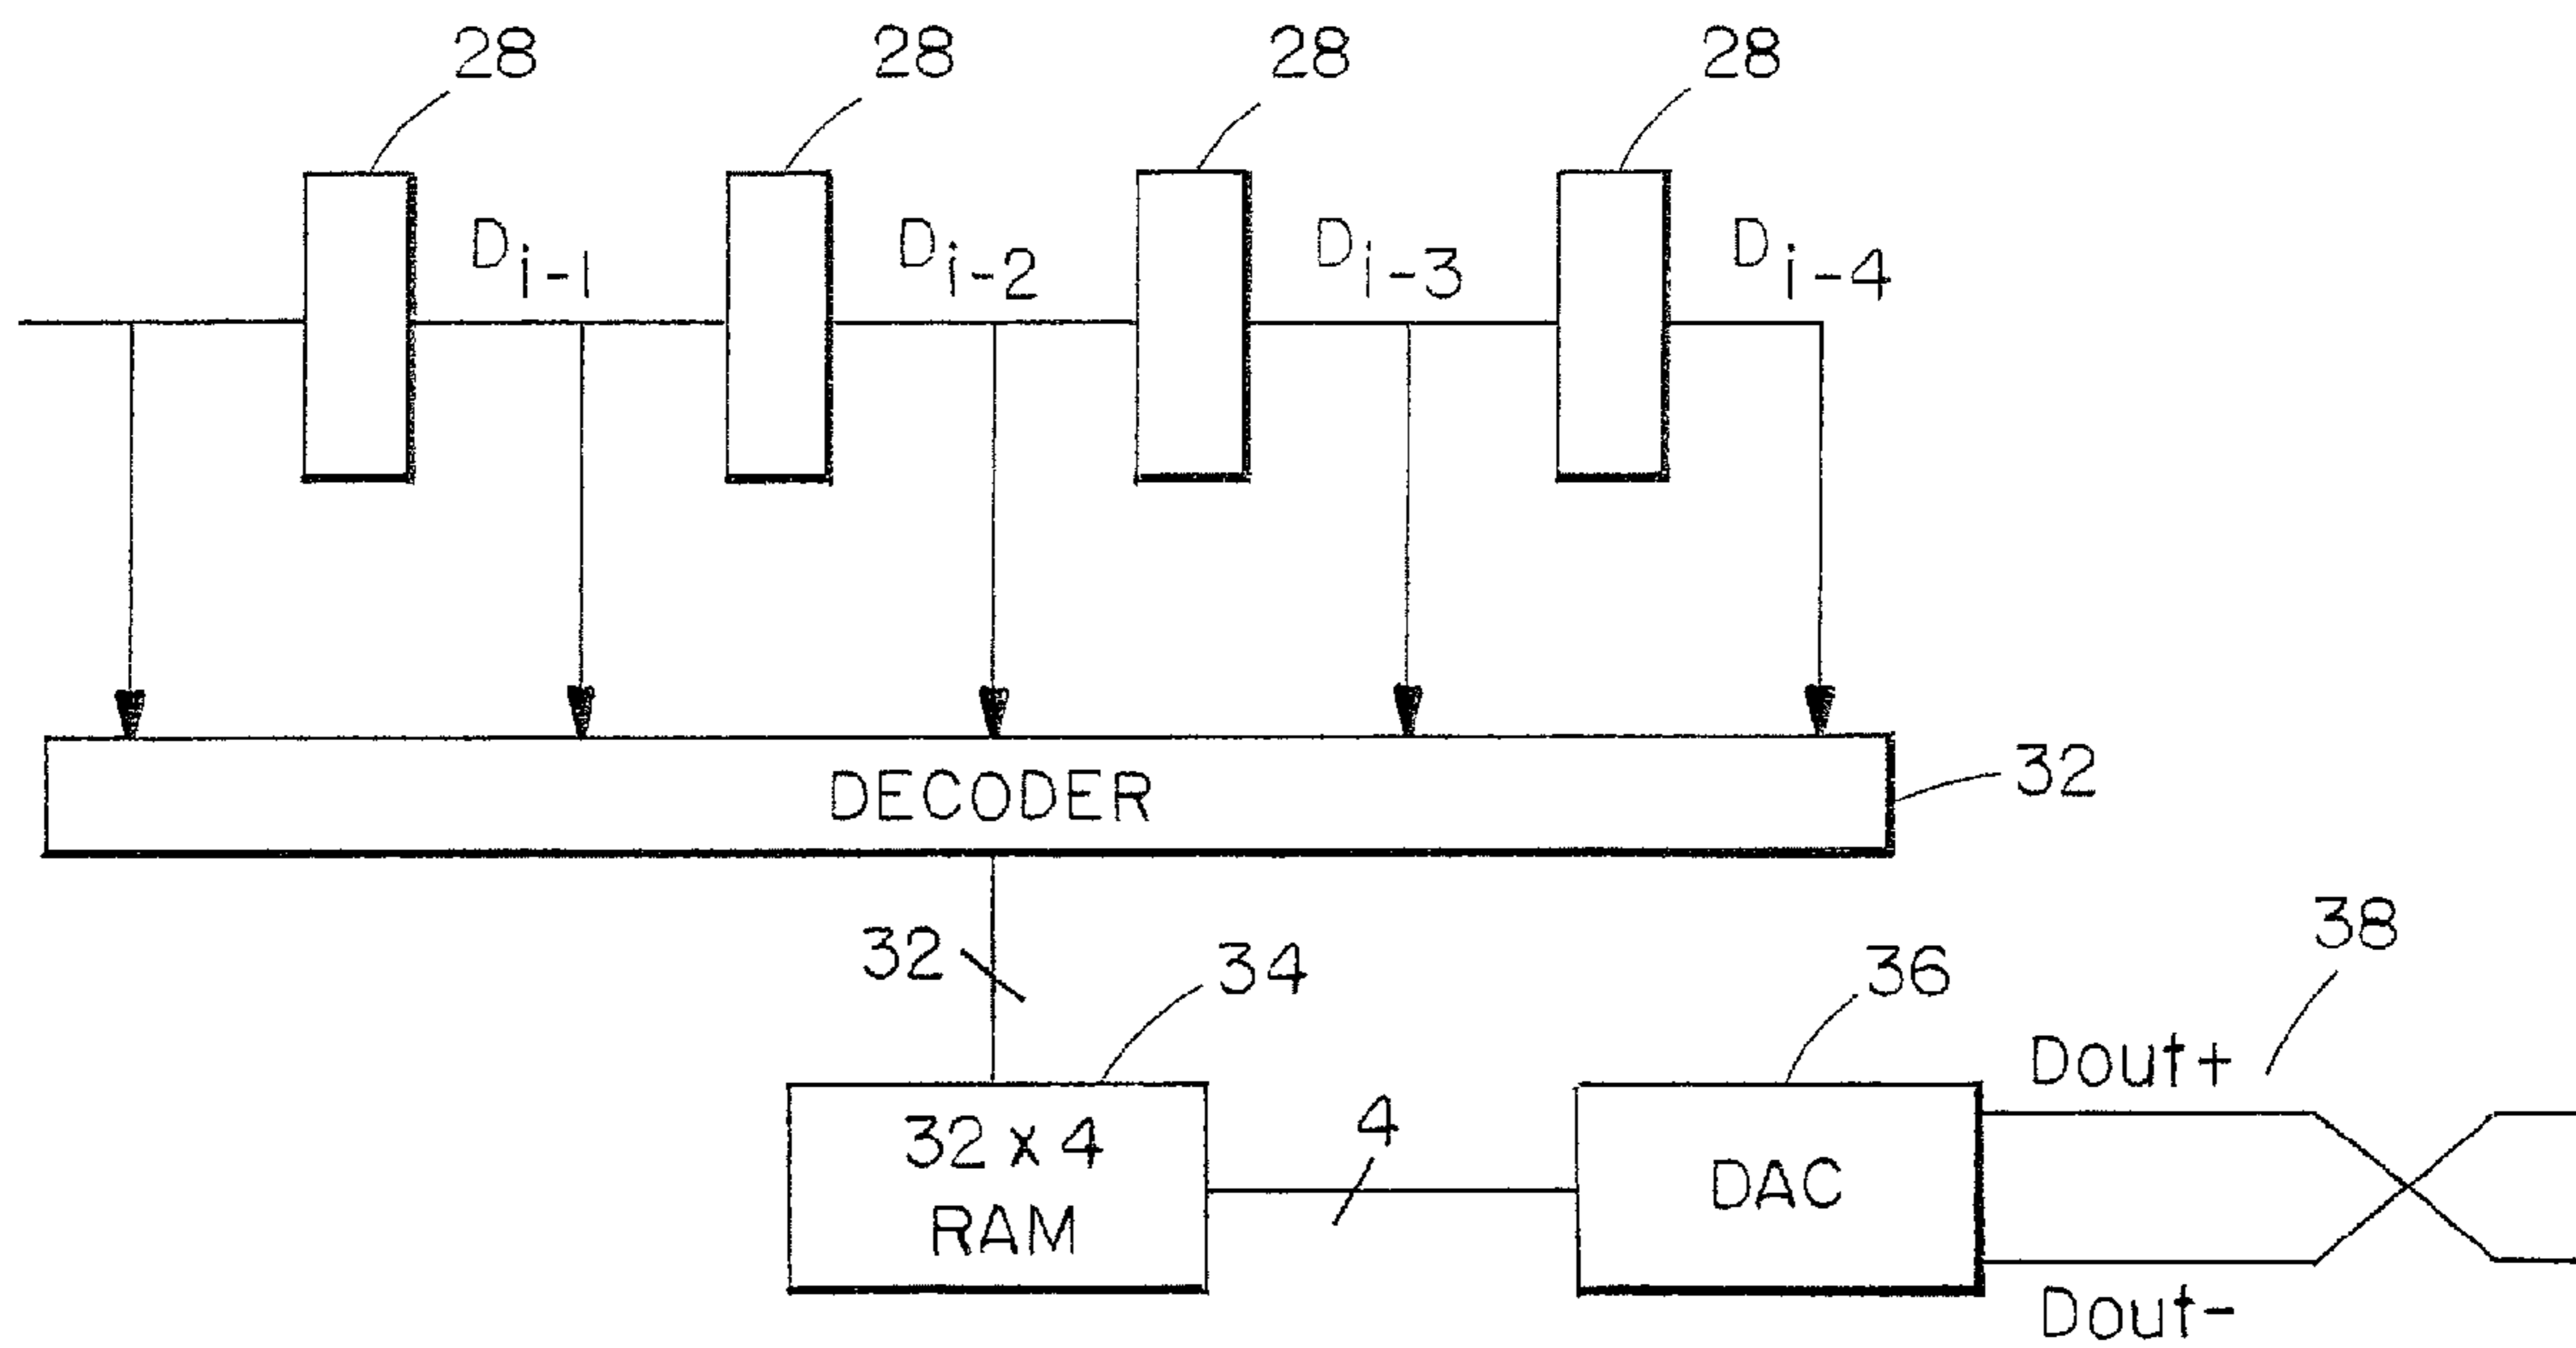 28 28 28 28
Di-1 Di-2 Di-3 Di-4
DECODER
32
32
34
36
38
32 x 4
RAM
4
DAC
Dout+
Dout-